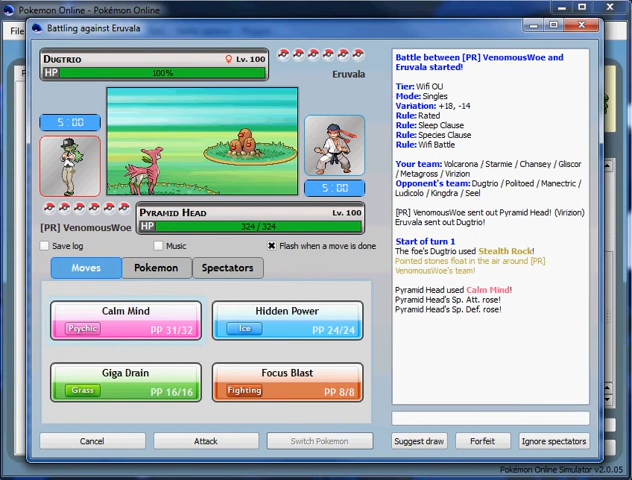 Pokemon Online - Pokémon Online
File
Battling against Eruvala
Dugtrio
Lv. 100
HP
100%
Eruvala
5:00
5:00
[PR] VenomousWoe
Pyramid Head
Lv. 100
HP
324 / 324
Save log
Music
Flash when a move is done
Moves
Pokemon
Spectators
Calm Mind
Psychic
PP 31/32
Hidden Power
Ice
PP 24/24
Giga Drain
Grass
PP 16/16
Focus Blast
Fighting
PP 8/8
Cancel
Attack
Switch Pokemon
Battle between [PR] VenomousWoe and
Eruvala started!
Tier: Wifi OU
Mode: Singles
Variation: +18, -14
Rule: Rated
Rule: Sleep Clause
Rule: Species Clause
Rule: Wifi Battle
Your team: Volcarona / Starmie / Chansey / Gliscor
/ Metagross / Virizion
Opponent's team: Dugtrio / Politoed / Manectric /
Ludicolo / Kingdra / Seel
[PR] VenomousWoe sent out Pyramid Head! (Virizion)
Eruvala sent out Dugtrio!
Start of turn 1
The foe's Dugtrio used Stealth Rock!
Pointed stones float in the air around [PR]
VenomousWoe's team!
Pyramid Head used Calm Mind!
Pyramid Head's Sp. Att. rose!
Pyramid Head's Sp. Def. rose!
Suggest draw
Forfeit
Ignore spectators
Pokémon Online Simulator v2.0.05